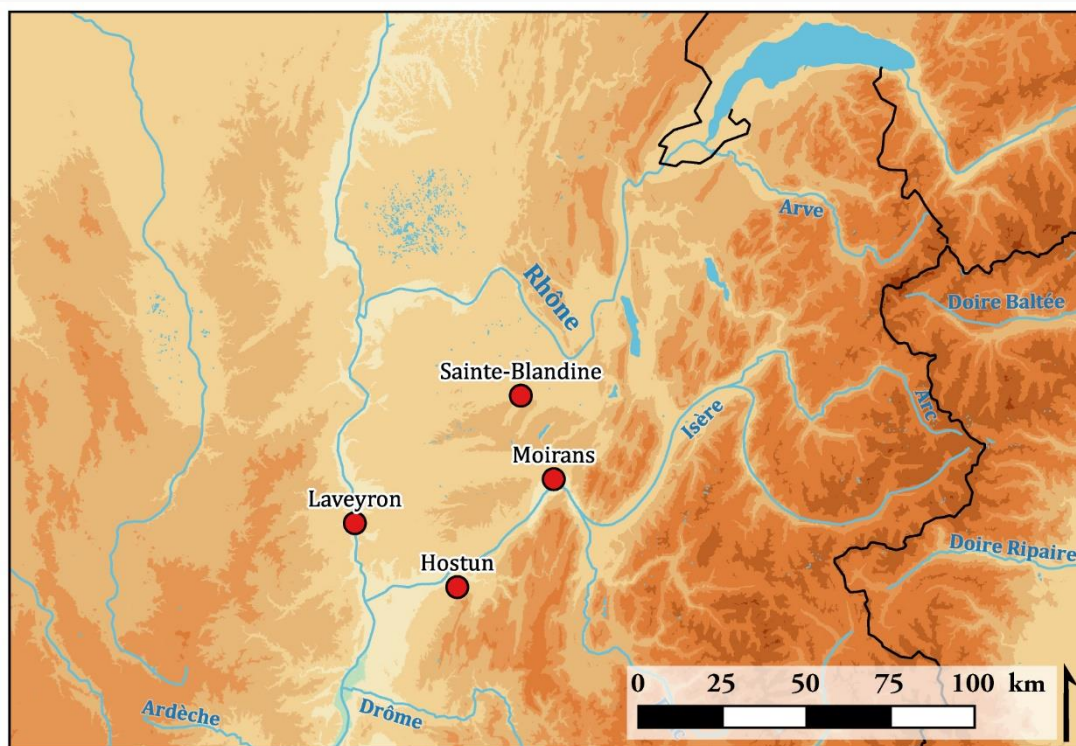 Arve
Rhône
Doire Baltée
Sainte-Blandine
Arc
Isère
Moirans
Laveyron
Doire Ripaire
Hostun
0 25 50 75 100 km
Ardèche
Drôme